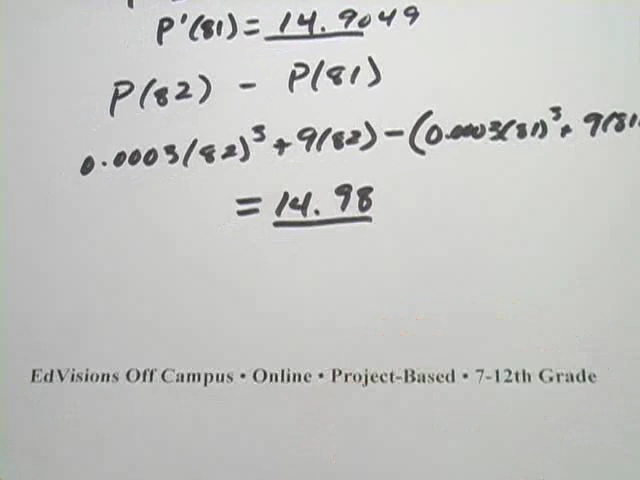 P'(81) = 14.9049
P(82) - P(81)
0.0003(82)³ + 9(82) - (0.0003(81)³ + 9(81
= 14.98
EdVisions Off Campus • Online • Project-Based • 7-12th Grade